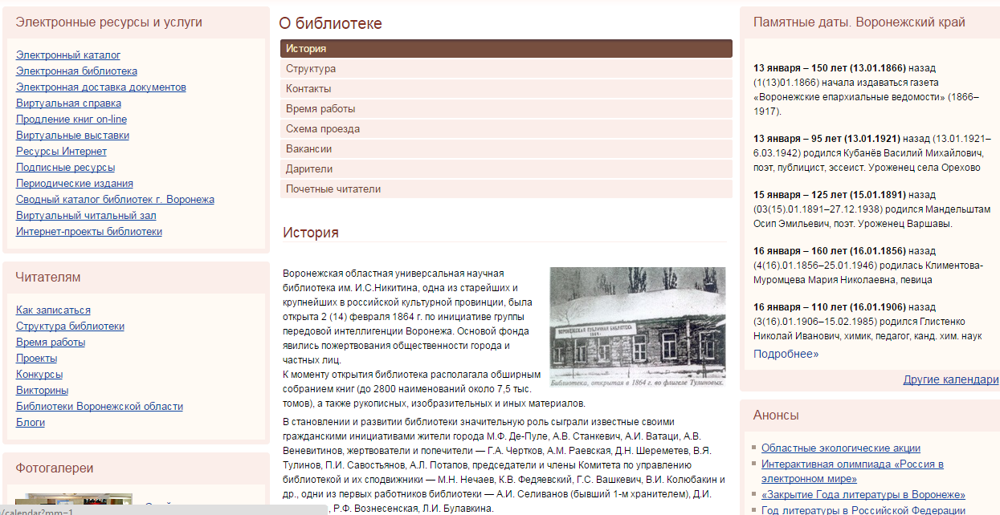 Электронные ресурсы и услуги
Электронный каталог
Электронная библиотека
Электронная доставка документов
Виртуальная справка
Продление книг on-line
Виртуальные выставки
Ресурсы Интернет
Подписные ресурсы
Периодические издания
Сводный каталог библиотек г. Воронежа
Виртуальный читальный зал
Интернет-проекты библиотеки
Читателям
Как записаться
Структура библиотеки
Время работы
Проекты
Конкурсы
Викторины
Библиотеки Воронежской области
Блоги
Фотогалереи
/calendar?mm=1
О библиотеке
История
Структура
Контакты
Время работы
Схема проезда
Вакансии
Дарители
Почетные читатели
История
Воронежская областная универсальная научная
библиотека им. И.С.Никитина, одна из старейших и
крупнейших в российской культурной провинции, была
открыта 2 (14) февраля 1864 г. по инициативе группы
передовой интеллигенции Воронежа. Основой фонда
явились пожертвования общественности города и
частных лиц.
К моменту открытия библиотека располагала обширным
собранием книг (до 2800 наименований около 7,5 тыс.
томов), а также рукописных, изобразительных и иных материалов.
ВОРОНЕЖСКАЯ ПУБЛИЧНАЯ БИБЛИОТЕКА
1864 г.
Библиотека, открытая в 1864 г. во флигеле Тулиновых.
В становлении и развитии библиотеки значительную роль сыграли известные своими
гражданскими инициативами жители города М.Ф. Де-Пуле, А.В. Станкевич, А.И. Ватаци, А.В.
Веневитинов, жертвователи и попечители — Г.А. Чертков, А.М. Раевская, Д.Н. Шереметев, В.Я.
Тулинов, П.И. Савостьянов, А.Л. Потапов, председатели и члены Комитета по управлению
библиотекой и их сподвижники — М.Н. Нечаев, К.В. Федяевский, Г.С. Вашкевич, В.И. Колюбакин и
др., одни из первых работников библиотеки — А.И. Селиванов (бывший 1-м хранителем), Д.И.
, Р.Ф. Вознесенская, Л.И. Булавкина.
Памятные даты. Воронежский край
13 января – 150 лет (13.01.1866) назад
(1(13)01.1866) начала издаваться газета
«Воронежские епархиальные ведомости» (1866–
1917).
13 января – 95 лет (13.01.1921) назад (13.01.1921–
6.03.1942) родился Кубанёв Василий Михайлович,
поэт, публицист, эссеист. Уроженец села Орехово
15 января – 125 лет (15.01.1891) назад
(03(15).01.1891–27.12.1938) родился Мандельштам
Осип Эмильевич, поэт. Уроженец Варшавы.
16 января – 160 лет (16.01.1856) назад
(4(16).01.1856–25.01.1946) родилась Климентова-
Муромцева Мария Николаевна, певица
16 января – 110 лет (16.01.1906) назад
(3(16).01.1906–15.02.1985) родился Глистенко
Николай Иванович, химик, педагог, канд. хим. наук
Подробнее»
Другие календари
Анонсы
Областные экологические акции
Интерактивная олимпиада «Россия в
электронном мире»
«Закрытие Года литературы в Воронеже»
Год литературы в Российской Федерации